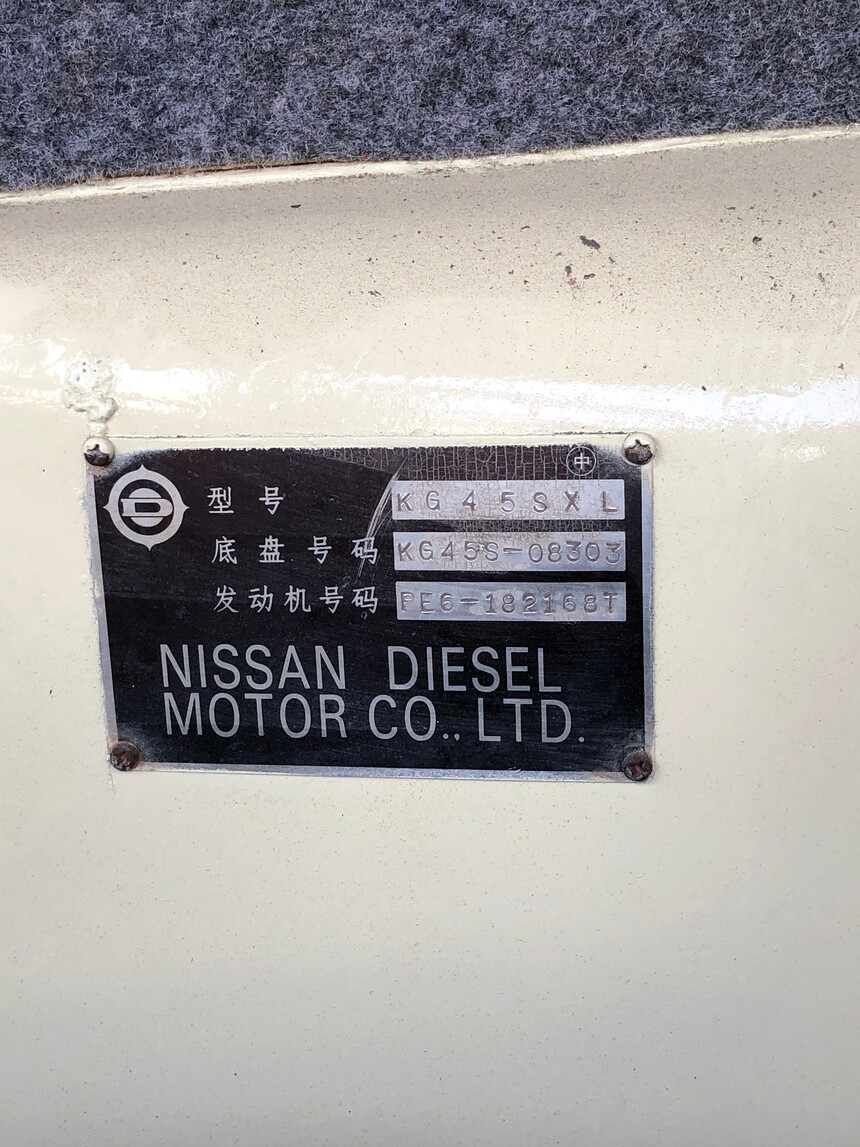 中
型号 KG45SXL
底盘号码 KG45S-08303
发动机号码 PE6-182168T
NISSAN DIESEL
MOTOR CO., LTD.